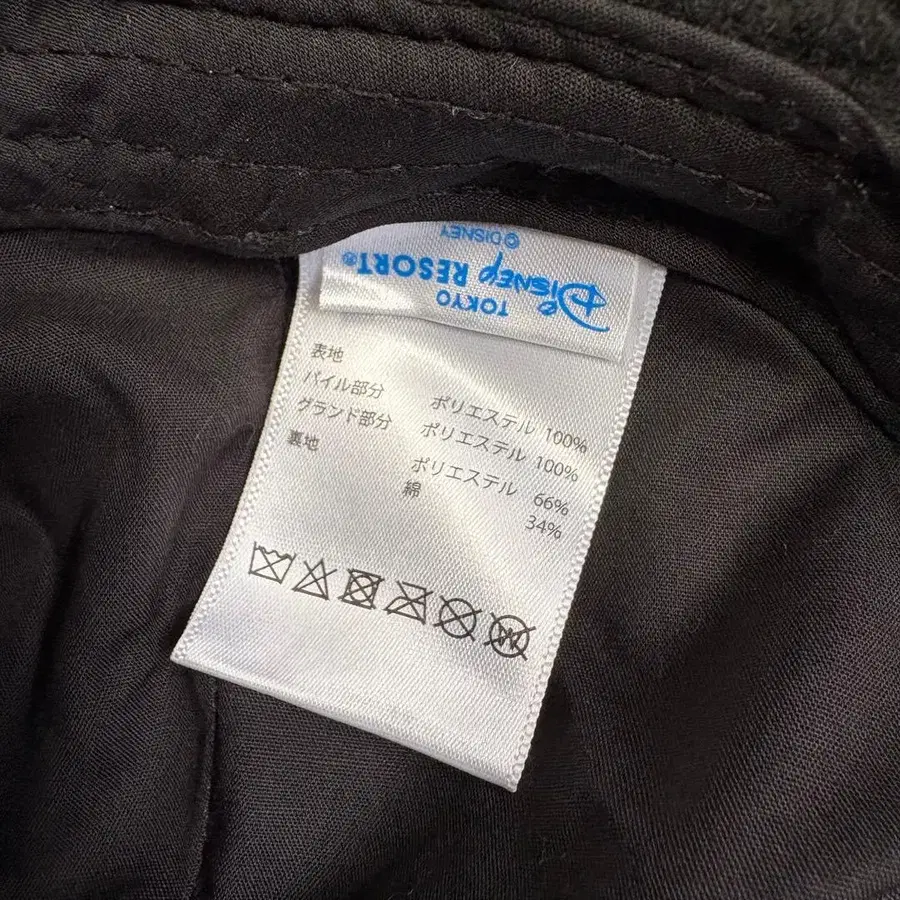 © DISNEY
TOKYO
DISNEY RESORT®
表地
パイル部分 ポリエステル 100%
グランド部分 ポリエステル 100%
裏地 ポリエステル 66%
綿 34%
W